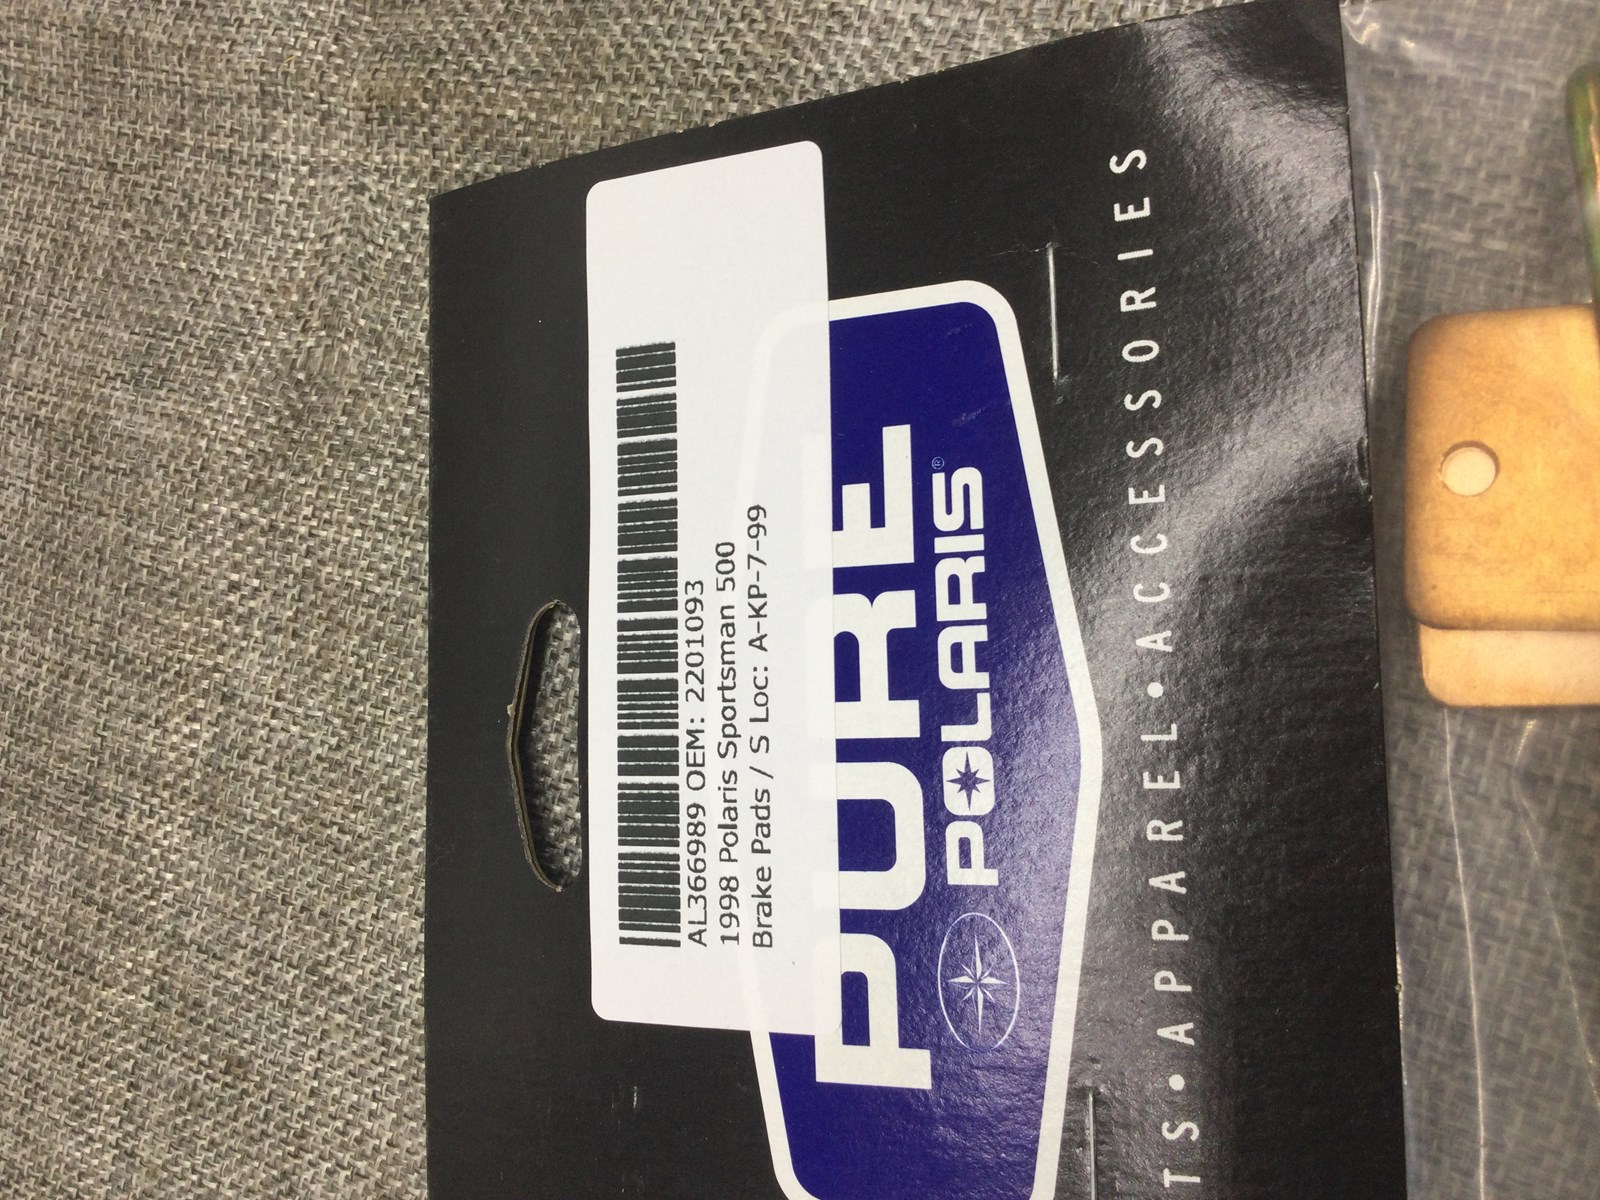 AL366989 OEM: 2201093
1998 Polaris Sportsman 500
Brake Pads / S Loc: A-KP-7-99
PURE
POLARIS®
TS • APPAREL • ACCESSORIES